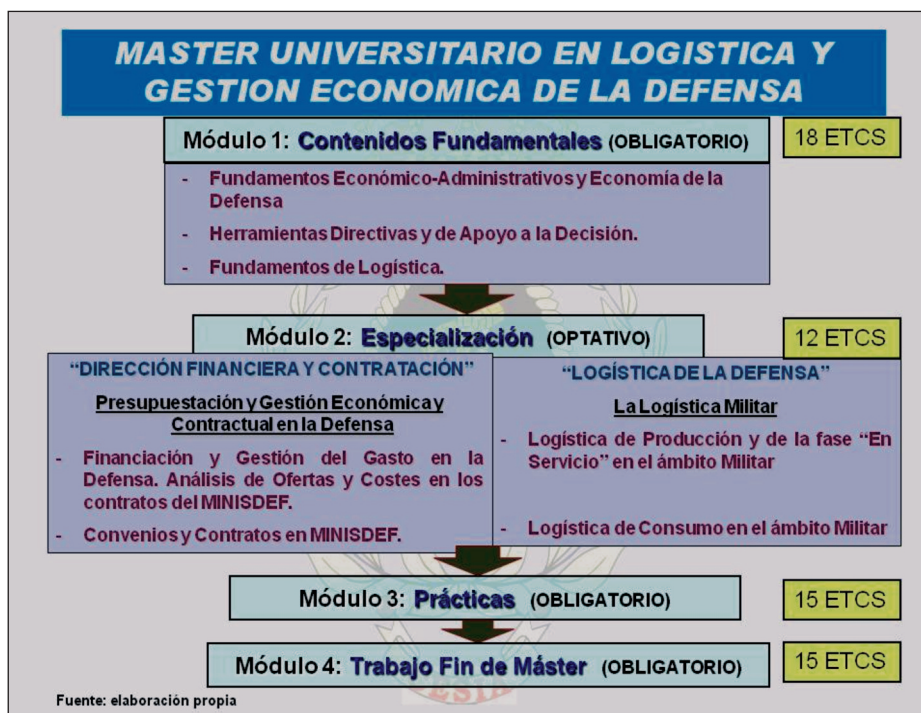 MASTER UNIVERSITARIO EN LOGISTICA Y
GESTION ECONOMICA DE LA DEFENSA
Módulo 1: Contenidos Fundamentales (OBLIGATORIO)
18 ETCS
- Fundamentos Económico-Administrativos y Economía de la
Defensa
- Herramientas Directivas y de Apoyo a la Decisión.
- Fundamentos de Logística.
Módulo 2: Especialización (OPTATIVO)
12 ETCS
“DIRECCIÓN FINANCIERA Y CONTRATACIÓN”
Presupuestación y Gestión Económica y
Contractual en la Defensa
- Financiación y Gestión del Gasto en la
Defensa. Análisis de Ofertas y Costes en los
contratos del MINISDEF.
- Convenios y Contratos en MINISDEF.
“LOGÍSTICA DE LA DEFENSA”
La Logística Militar
- Logística de Producción y de la fase “En
Servicio” en el ámbito Militar
- Logística de Consumo en el ámbito Militar
Módulo 3: Prácticas (OBLIGATORIO)
15 ETCS
Módulo 4: Trabajo Fin de Máster (OBLIGATORIO)
15 ETCS
Fuente: elaboración propia